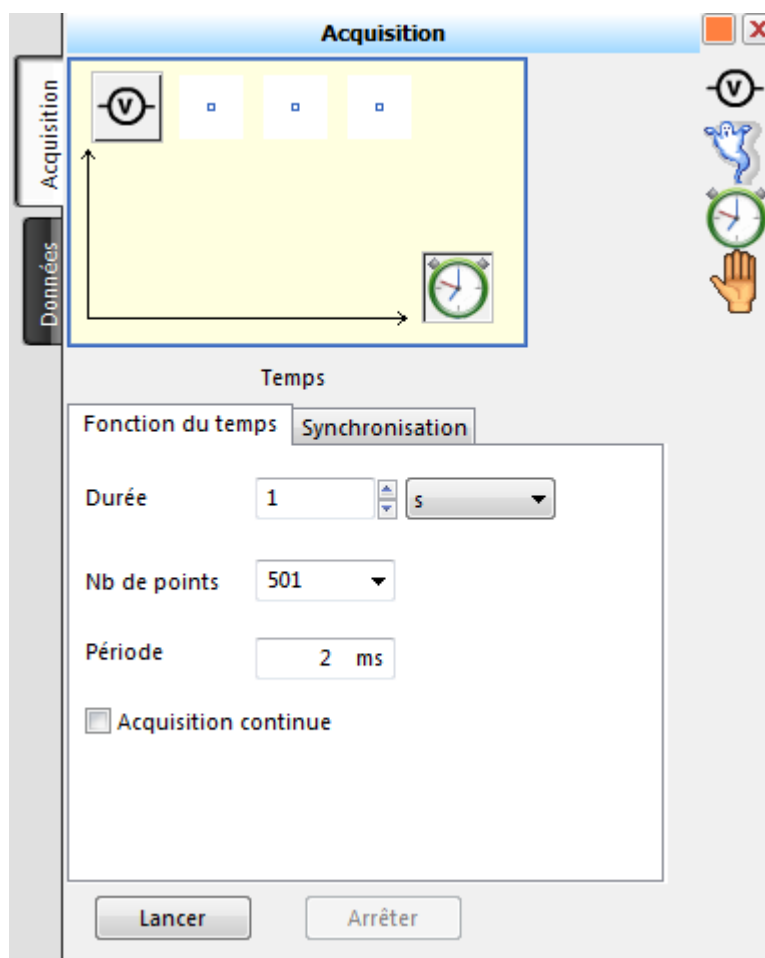 Acquisition
Acquisition
Données
V
V
Temps
Fonction du temps
Synchronisation
Durée 1 s
Nb de points 501
Période 2 ms
Acquisition continue
Lancer
Arrêter